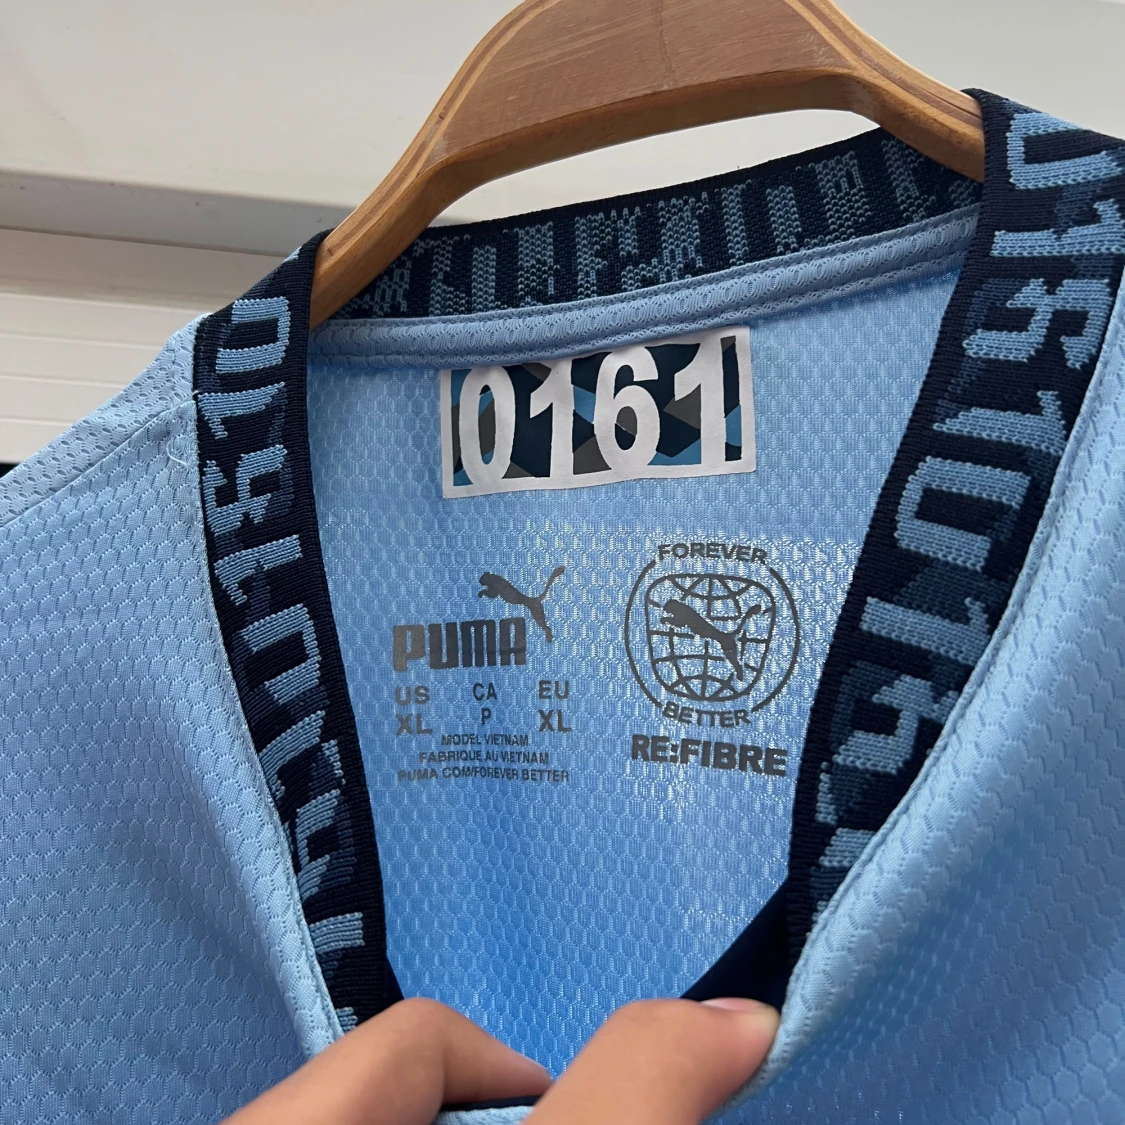 0161
PUMA
US CA EU
XL P XL
MODEL VIETNAM
FABRIQUE AU VIETNAM
PUMA COM/FOREVER BETTER
FOREVER
BETTER
RE:FIBRE